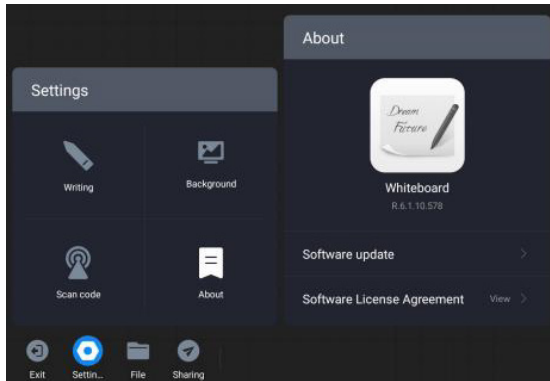 Settings
Writing
Background
Scan code
About
About
Dream
Future
Whiteboard
R.6.1.10.578
Software update
Software License Agreement View
Exit
Settin...
File
Sharing